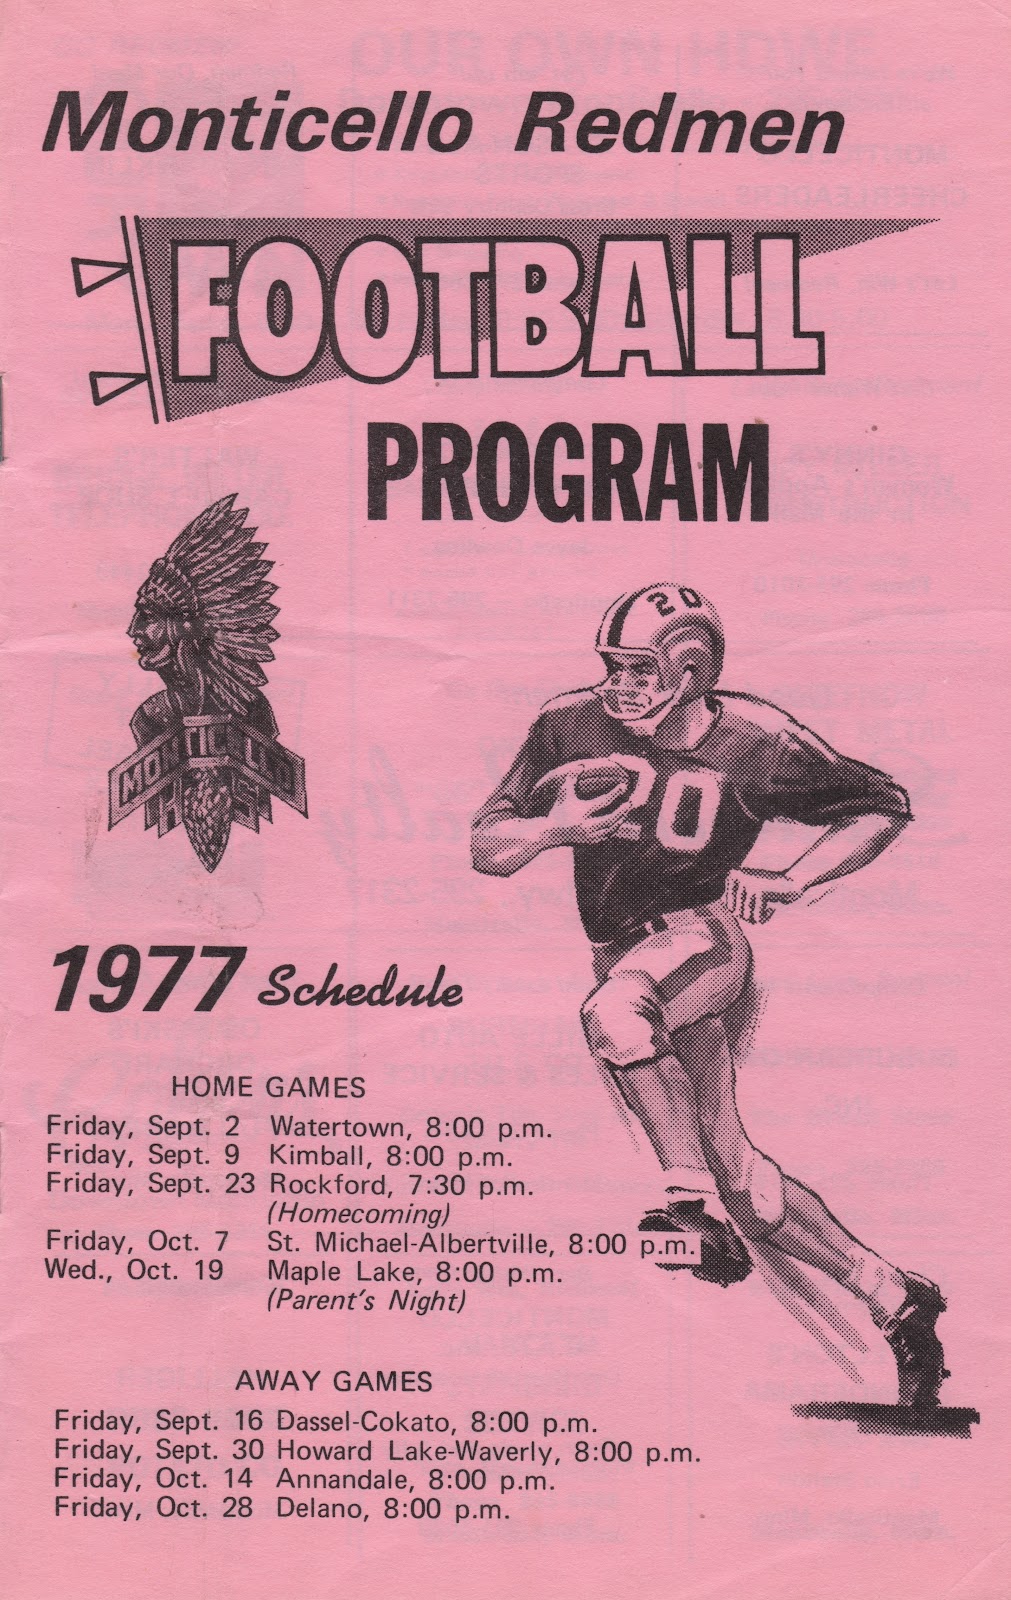 Monticello Redmen
FOOTBALL
PROGRAM
20
20
MONTICELLO
HS
1977 Schedule
HOME GAMES
Friday, Sept. 2 Watertown, 8:00 p.m.
Friday, Sept. 9 Kimball, 8:00 p.m.
Friday, Sept. 23 Rockford, 7:30 p.m.
(Homecoming)
Friday, Oct. 7 St. Michael-Albertville, 8:00 p.m.
Wed., Oct. 19 Maple Lake, 8:00 p.m.
(Parent's Night)
AWAY GAMES
Friday, Sept. 16 Dassel-Cokato, 8:00 p.m.
Friday, Sept. 30 Howard Lake-Waverly, 8:00 p.m.
Friday, Oct. 14 Annandale, 8:00 p.m.
Friday, Oct. 28 Delano, 8:00 p.m.